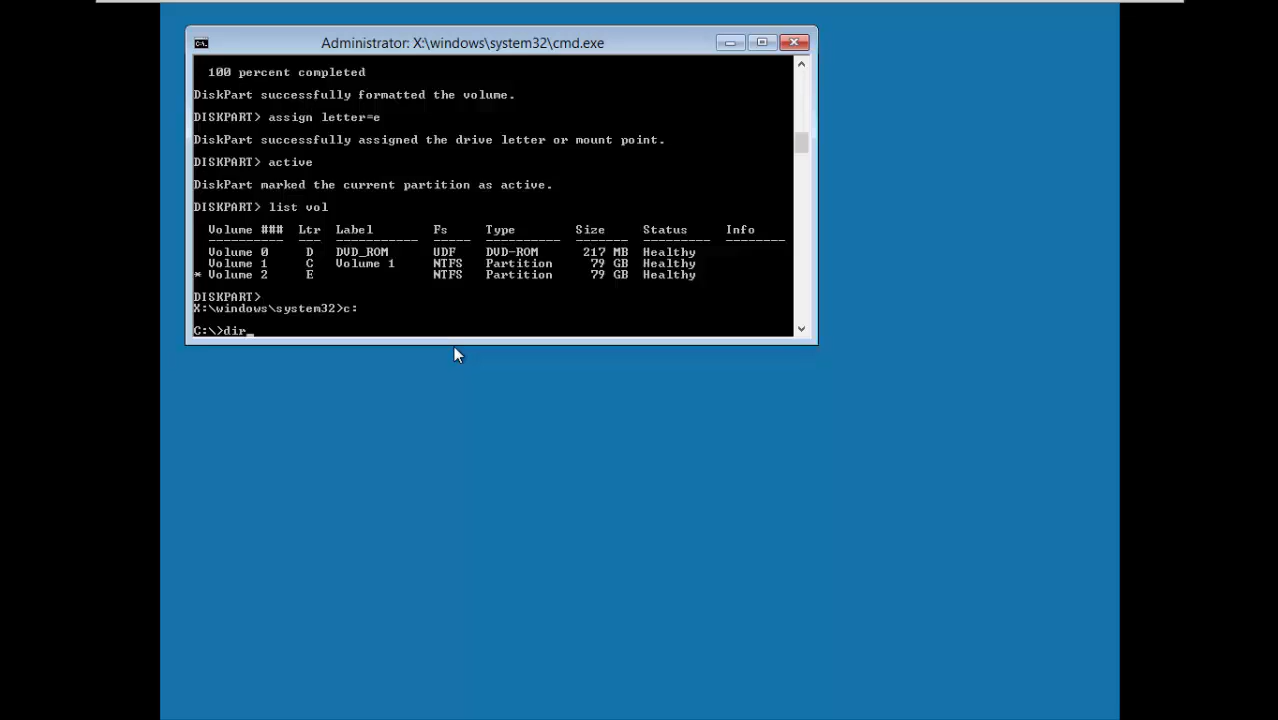 Administrator: X:\windows\system32\cmd.exe
100 percent completed
DiskPart successfully formatted the volume.
DISKPART> assign letter=e
DiskPart successfully assigned the drive letter or mount point.
DISKPART> active
DiskPart marked the current partition as active.
DISKPART> list vol
Volume ### Ltr Label Fs Type Size Status Info
---------- --- ----------- ----- ---------- ------- --------- --------
Volume 0 D DVD_ROM UDF DVD-ROM 217 MB Healthy
Volume 1 C Volume 1 NTFS Partition 79 GB Healthy
* Volume 2 E NTFS Partition 79 GB Healthy
DISKPART>
X:\windows\system32>c:
C:\>dir_